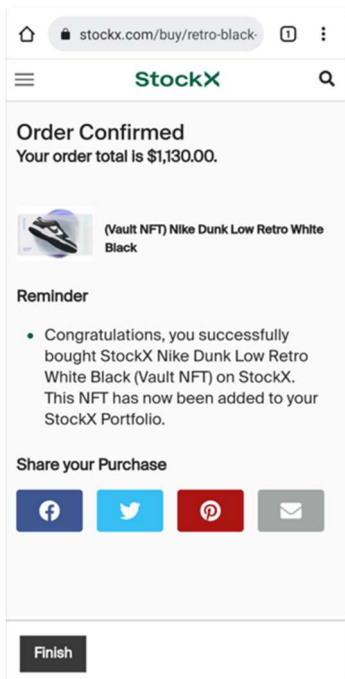 stockx.com/buy/retro-black-
1
StockX
Order Confirmed
Your order total is $1,130.00.
(Vault NFT) Nike Dunk Low Retro White
Black
Reminder
• Congratulations, you successfully
bought StockX Nike Dunk Low Retro
White Black (Vault NFT) on StockX.
This NFT has now been added to your
StockX Portfolio.
Share your Purchase
Finish